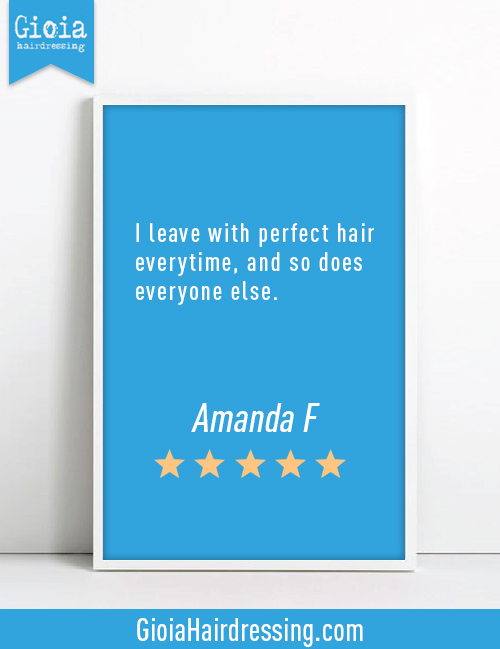 Gioia
hairdressing
I leave with perfect hair
everytime, and so does
everyone else.
Amanda F
GioiaHairdressing.com